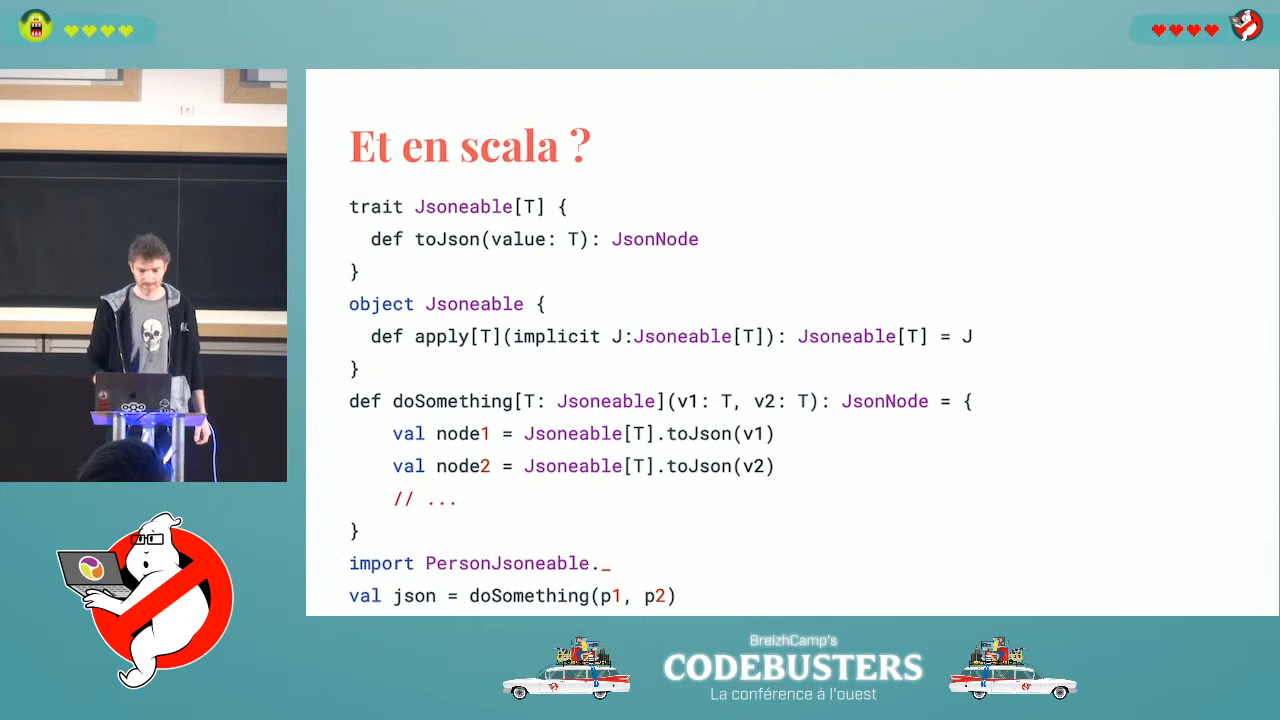 Et en scala ?
trait Jsoneable[T] {
  def toJson(value: T): JsonNode
}
object Jsoneable {
  def apply[T](implicit J:Jsoneable[T]): Jsoneable[T] = J
}
def doSomething[T: Jsoneable](v1: T, v2: T): JsonNode = {
    val node1 = Jsoneable[T].toJson(v1)
    val node2 = Jsoneable[T].toJson(v2)
    // ...
}
import PersonJsoneable._
val json = doSomething(p1, p2)
BreizhCamp's
CODEBUSTERS
La conférence à l'ouest